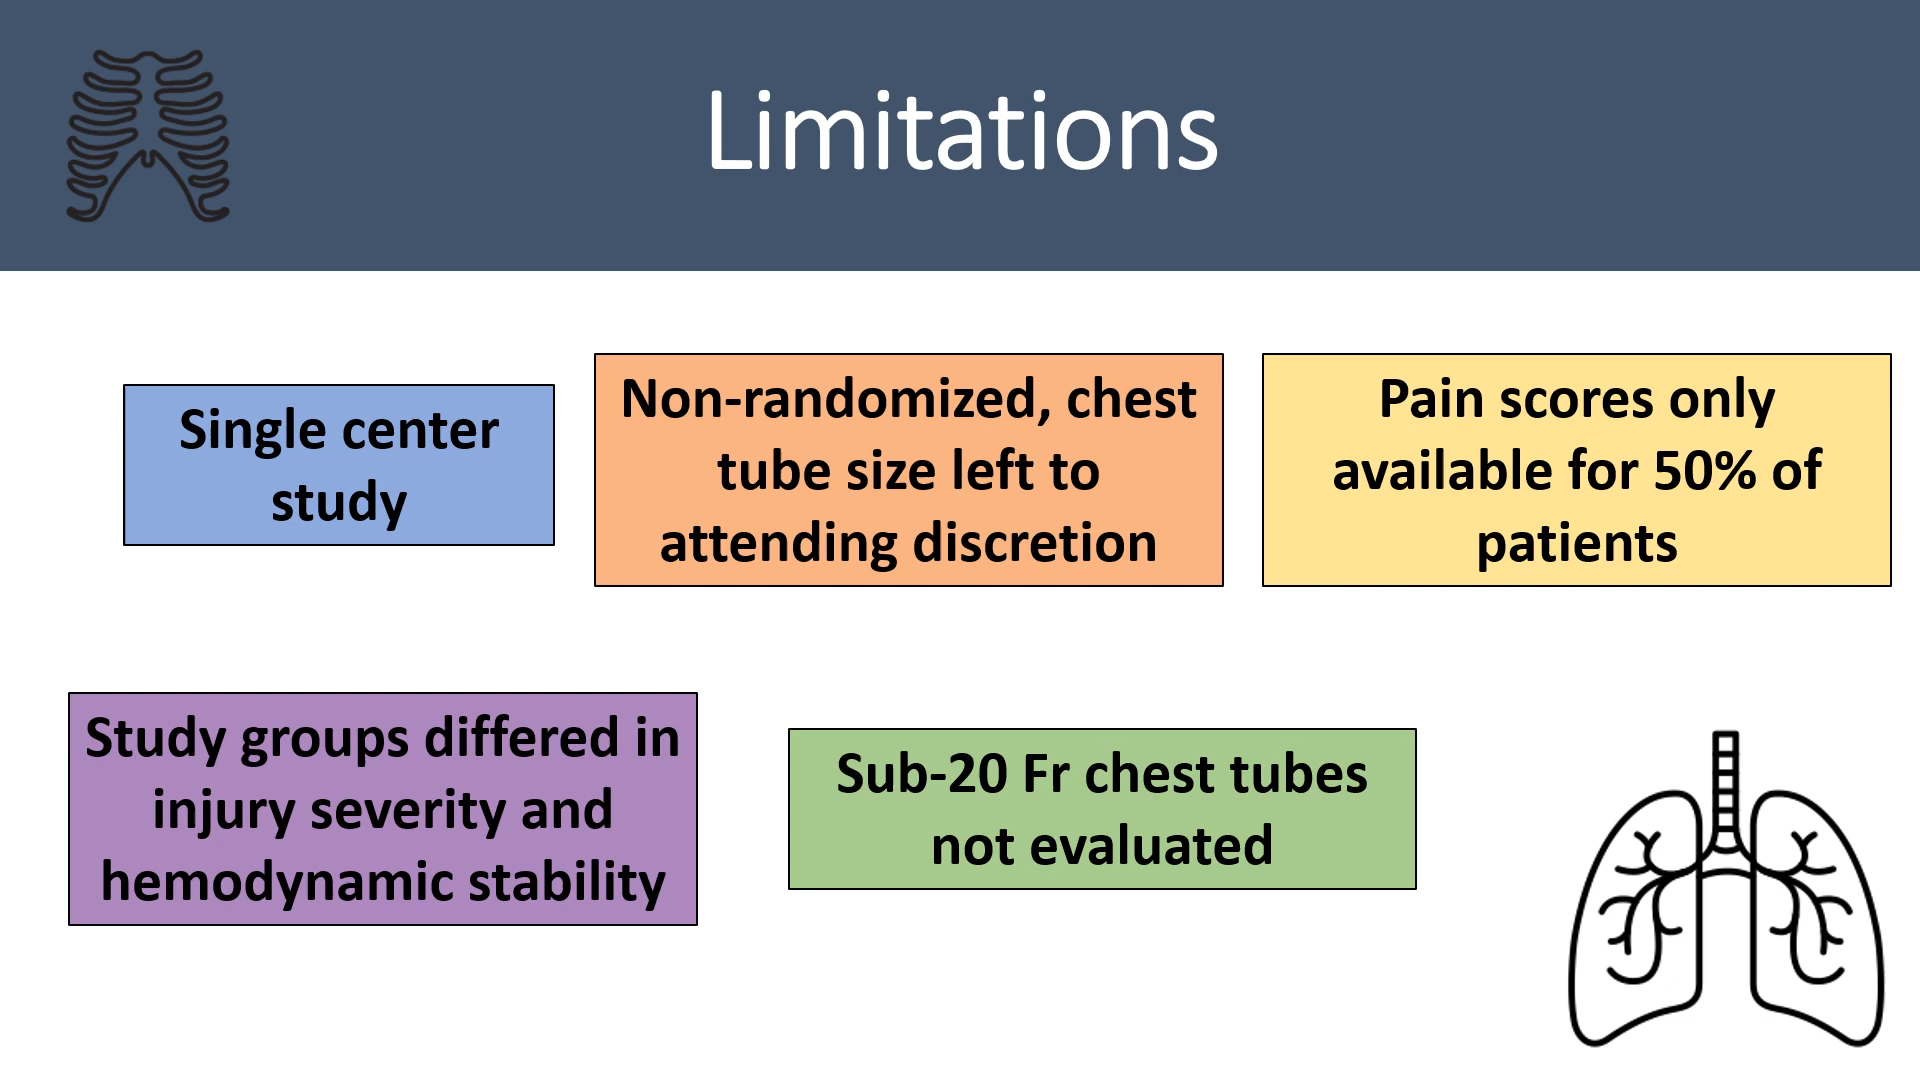 Limitations
Single center
study
Non-randomized, chest
tube size left to
attending discretion
Pain scores only
available for 50% of
patients
Study groups differed in
injury severity and
hemodynamic stability
Sub-20 Fr chest tubes
not evaluated